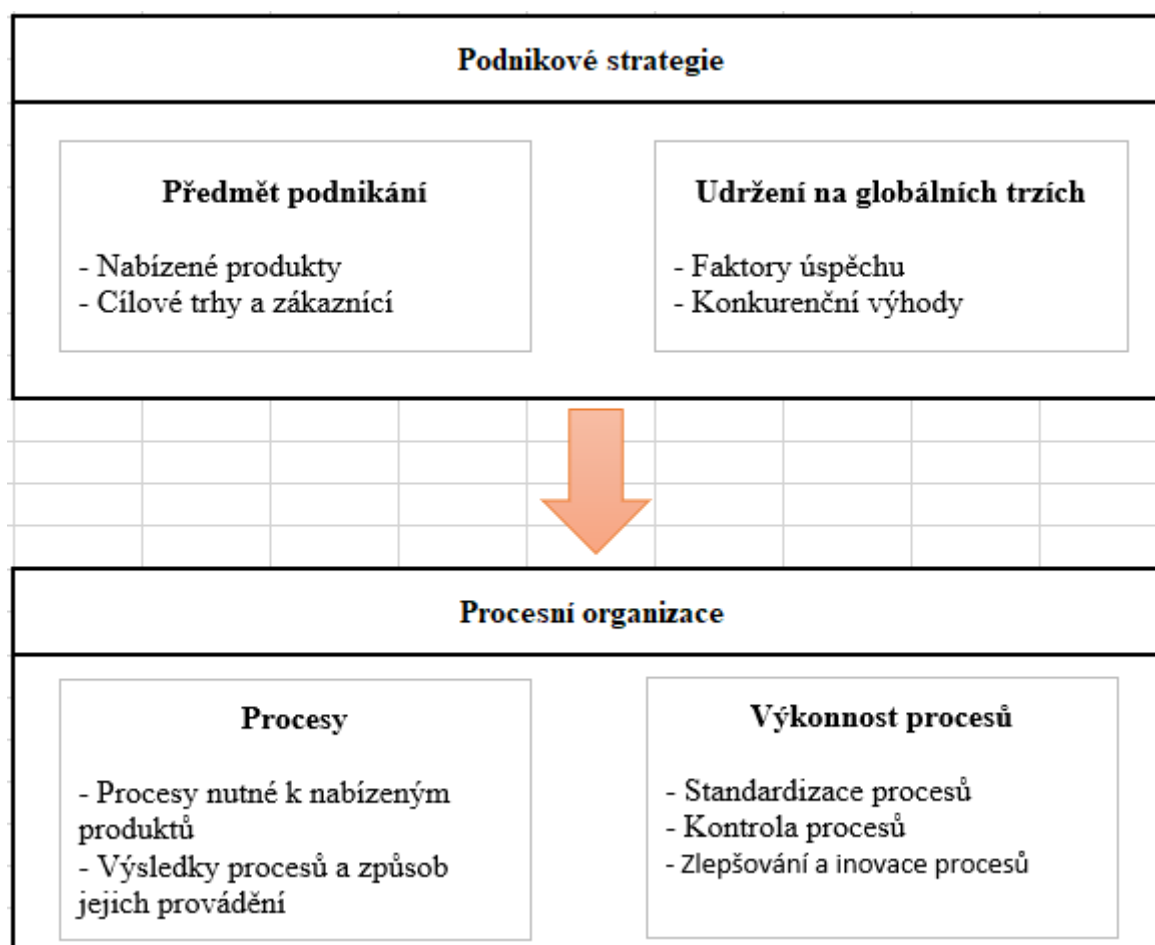 Podnikové strategie
Předmět podnikání
- Nabízené produkty
- Cílové trhy a zákaznící
Udržení na globálních trzích
- Faktory úspěchu
- Konkurenční výhody
Procesní organizace
Procesy
- Procesy nutné k nabízeným
produktů
- Výsledky procesů a způsob
jejich provádění
Výkonnost procesů
- Standardizace procesů
- Kontrola procesů
- Zlepšování a inovace procesů